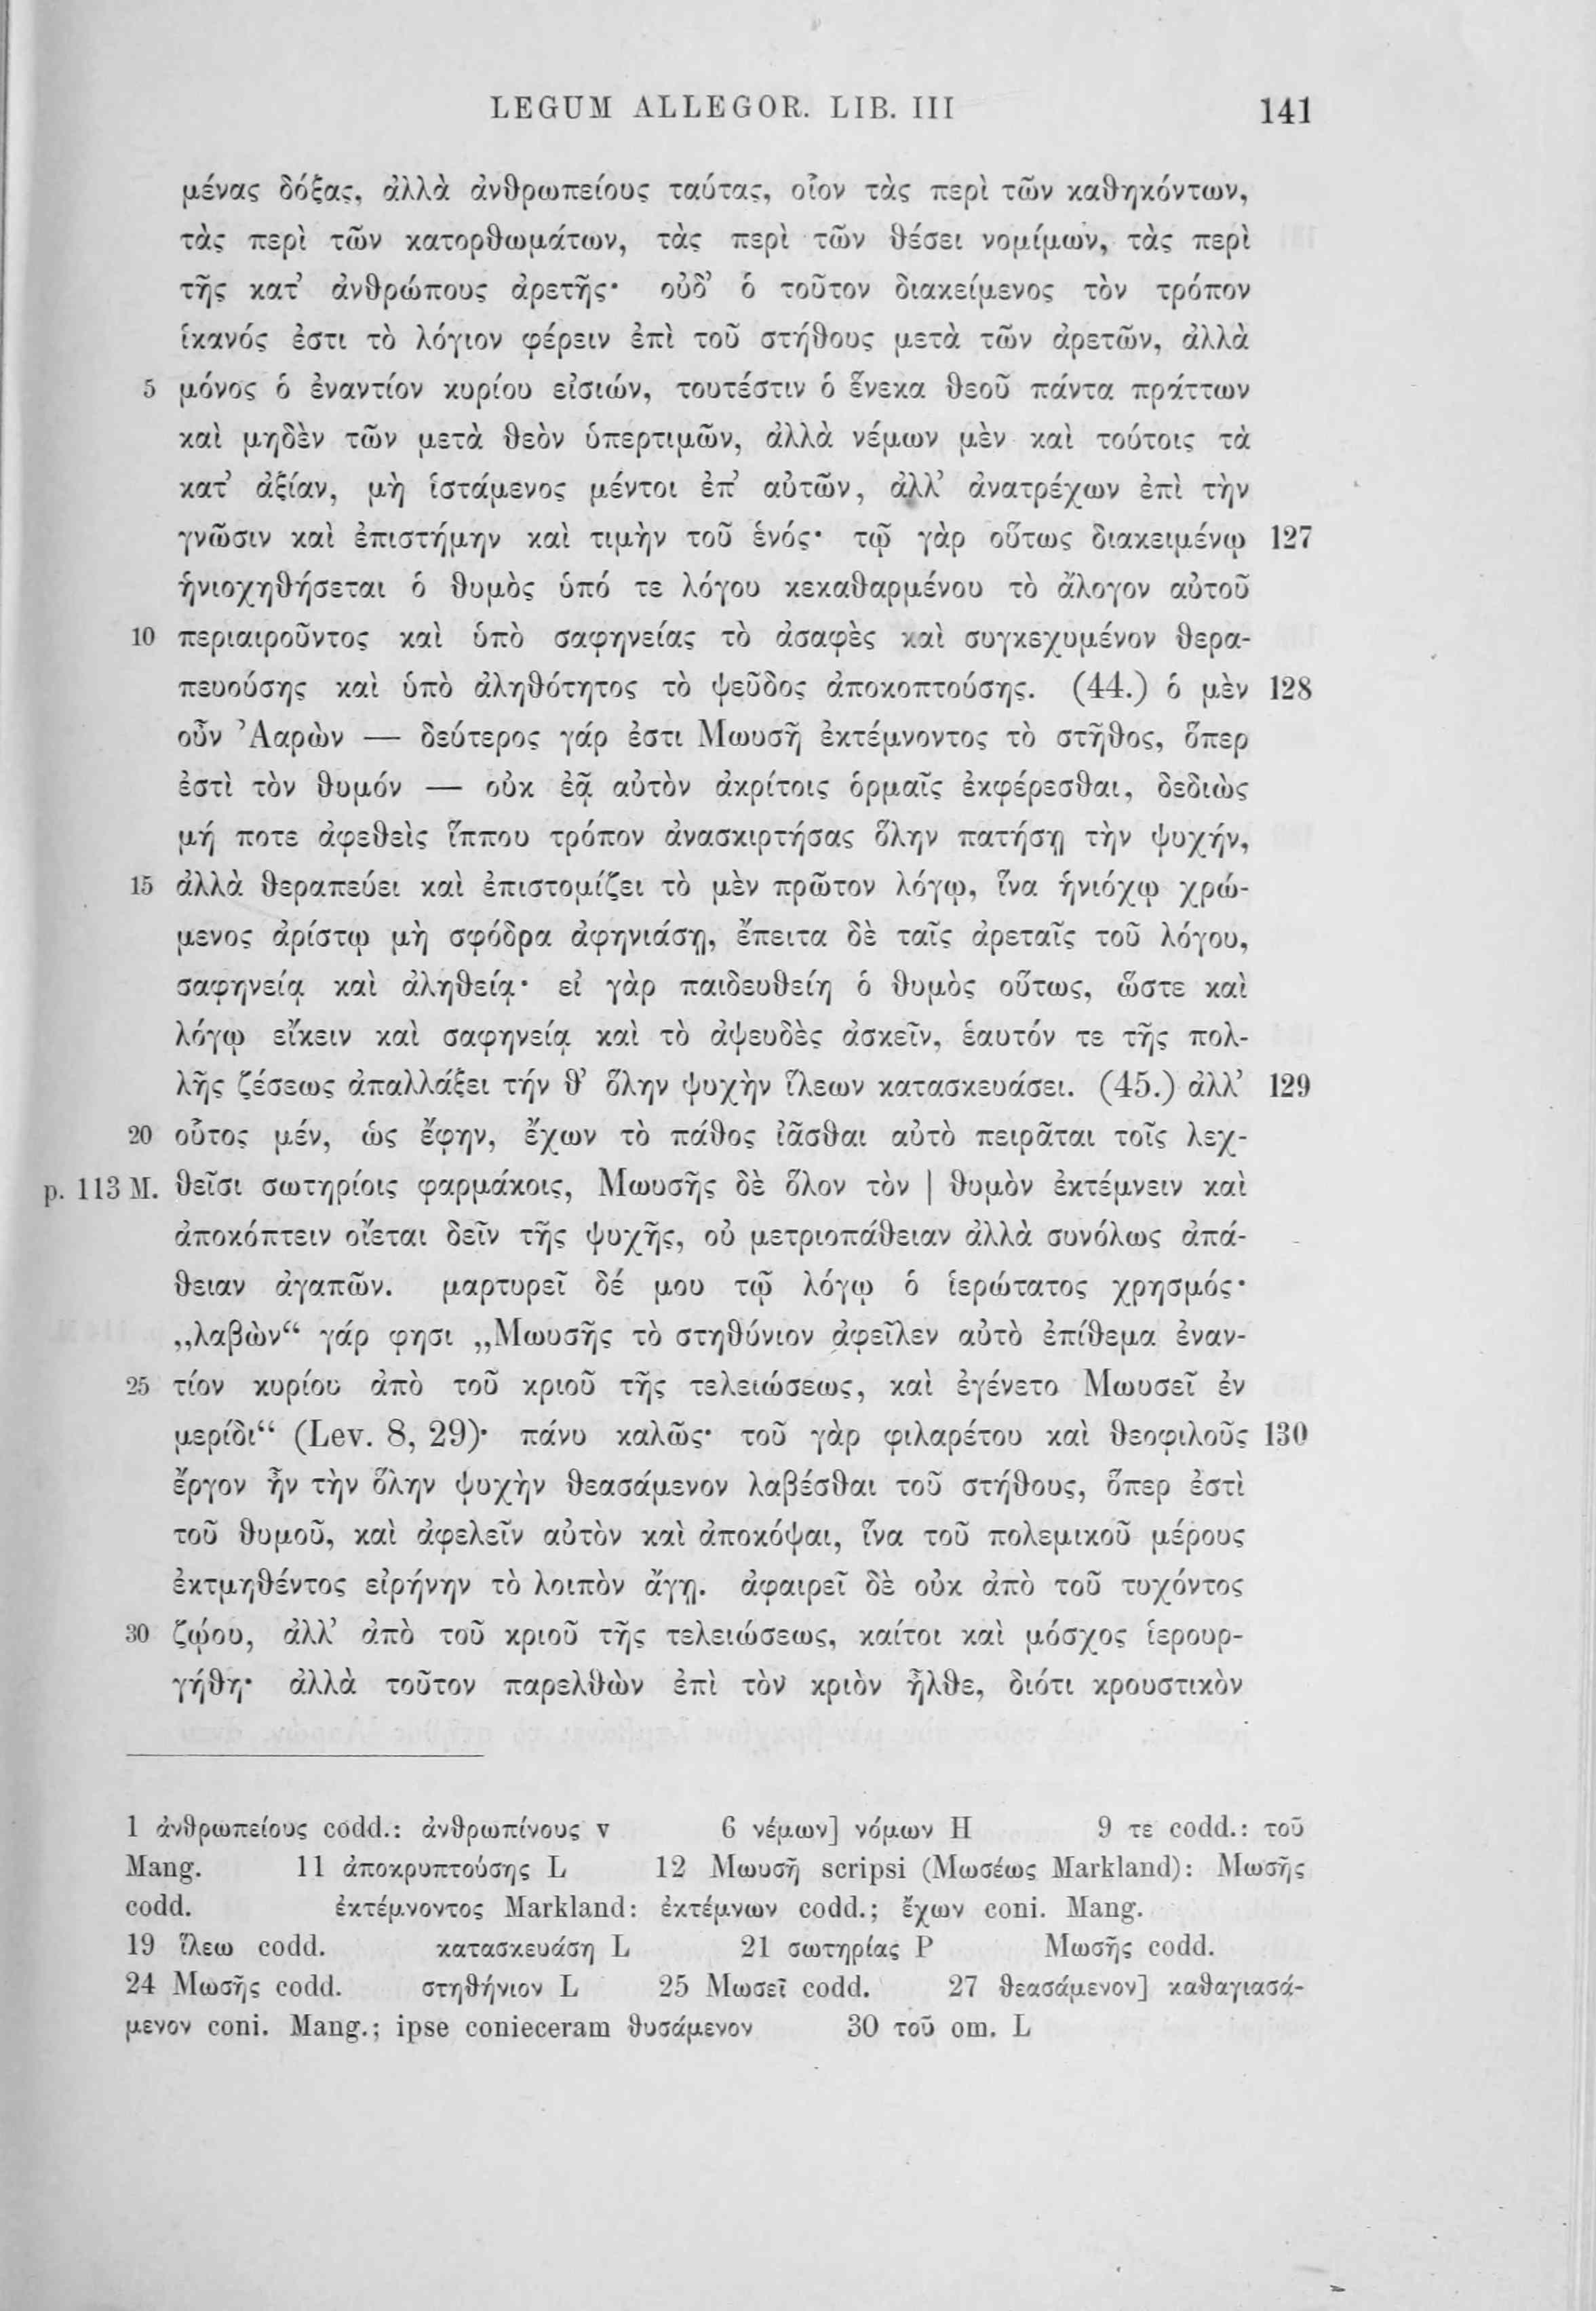 LEGUM ALLEGOR. LIB. III 141
μένας δόξας, ἀλλὰ ἀνθρωπείους ταύτας, οἷον τὰς περὶ τῶν καθηκόντων,
τὰς περὶ τῶν κατορθωμάτων, τὰς περὶ τῶν θέσει νομίμων, τὰς περὶ
τῆς κατ’ ἀνθρώπους ἀρετῆς· οὐδ’ ὁ τοῦτον διακείμενος τὸν τρόπον
ἱκανός ἐστι τὸ λόγιον φέρειν ἐπὶ τοῦ στήθους μετὰ τῶν ἀρετῶν, ἀλλὰ
5 μόνος ὁ ἐναντίον κυρίου εἰσιών, τουτέστιν ὁ ἕνεκα θεοῦ πάντα πράττων
καὶ μηδὲν τῶν μετὰ θεὸν ὑπερτιμῶν, ἀλλὰ νέμων μὲν καὶ τούτοις τὰ
κατ’ ἀξίαν, μὴ ἱστάμενος μέντοι ἐπ’ αὐτῶν, ἀλλ’ ἀνατρέχων ἐπὶ τὴν
γνῶσιν καὶ ἐπιστήμην καὶ τιμὴν τοῦ ἑνός· τῷ γὰρ οὕτως διακειμένῳ 127
ἡνιοχηθήσεται ὁ θυμὸς ὑπό τε λόγου κεκαθαρμένου τὸ ἄλογον αὐτοῦ
10 περιαιροῦντος καὶ ὑπὸ σαφηνείας τὸ ἀσαφὲς καὶ συγκεχυμένον θερα-
πευούσης καὶ ὑπὸ ἀληθότητος τὸ ψεῦδος ἀποκοπτούσης. (44.) ὁ μὲν 128
οὖν Ἀαρὼν — δεύτερος γάρ ἐστι Μωυσῆ ἐκτέμνοντος τὸ στῆθος, ὅπερ
ἐστὶ τὸν θυμόν — οὐκ ἐᾷ αὐτὸν ἀκρίτοις ὁρμαῖς ἐκφέρεσθαι, δεδιὼς
μή ποτε ἀφεθεὶς ἵππου τρόπον ἀνασκιρτήσας ὅλην πατήσῃ τὴν ψυχήν,
15 ἀλλὰ θεραπεύει καὶ ἐπιστομίζει τὸ μὲν πρῶτον λόγῳ, ἵνα ἡνιόχῳ χρώ-
μενος ἀρίστῳ μὴ σφόδρα ἀφηνιάσῃ, ἔπειτα δὲ ταῖς ἀρεταῖς τοῦ λόγου,
σαφηνείᾳ καὶ ἀληθείᾳ· εἰ γὰρ παιδευθείη ὁ θυμὸς οὕτως, ὥστε καὶ
λόγῳ εἴκειν καὶ σαφηνείᾳ καὶ τὸ ἀψευδὲς ἀσκεῖν, ἑαυτόν τε τῆς πολ-
λῆς ζέσεως ἀπαλλάξει τήν θ’ ὅλην ψυχὴν ἵλεων κατασκευάσει. (45.) ἀλλ’ 129
20 οὗτος μέν, ὡς ἔφην, ἔχων τὸ πάθος ἰᾶσθαι αὐτὸ πειρᾶται τοῖς λεχ-
p. 113 M. θεῖσι σωτηρίοις φαρμάκοις, Μωυσῆς δὲ ὅλον τὸν | θυμὸν ἐκτέμνειν καὶ
ἀποκόπτειν οἴεται δεῖν τῆς ψυχῆς, οὐ μετριοπάθειαν ἀλλὰ συνόλως ἀπά-
θειαν ἀγαπῶν. μαρτυρεῖ δέ μου τῷ λόγῳ ὁ ἱερώτατος χρησμός·
„λαβὼν“ γάρ φησι „Μωυσῆς τὸ στηθύνιον ἀφεῖλεν αὐτὸ ἐπίθεμα ἐναν-
25 τίον κυρίου ἀπὸ τοῦ κριοῦ τῆς τελειώσεως, καὶ ἐγένετο Μωυσεῖ ἐν
μερίδι“ (Lev. 8, 29)· πάνυ καλῶς· τοῦ γὰρ φιλαρέτου καὶ θεοφιλοῦς 130
ἔργον ἦν τὴν ὅλην ψυχὴν θεασάμενον λαβέσθαι τοῦ στήθους, ὅπερ ἐστὶ
τοῦ θυμοῦ, καὶ ἀφελεῖν αὐτὸν καὶ ἀποκόψαι, ἵνα τοῦ πολεμικοῦ μέρους
ἐκτμηθέντος εἰρήνην τὸ λοιπὸν ἄγῃ. ἀφαιρεῖ δὲ οὐκ ἀπὸ τοῦ τυχόντος
30 ζῴου, ἀλλ’ ἀπὸ τοῦ κριοῦ τῆς τελειώσεως, καίτοι καὶ μόσχος ἱερουρ-
γήθη· ἀλλὰ τοῦτον παρελθὼν ἐπὶ τὸν κριὸν ἦλθε, διότι κρουστικὸν
1 ἀνθρωπείους codd.: ἀνθρωπίνους v 6 νέμων] νόμων H 9 τε codd.: τοῦ
Mang. 11 ἀποκρυπτούσης L 12 Μωυσῆ scripsi (Μωσέως Markland): Μωσῆς
codd. ἐκτέμνοντος Markland: ἐκτέμνων codd.; ἔχων coni. Mang.
19 ἵλεω codd. κατασκευάση L 21 σωτηρίας P Μωσῆς codd.
24 Μωσῆς codd. στηθήνιον L 25 Μωσεῖ codd. 27 θεασάμενον] καθαγιασά-
μενον coni. Mang.; ipse conieceram θυσάμενον 30 τοῦ om. L